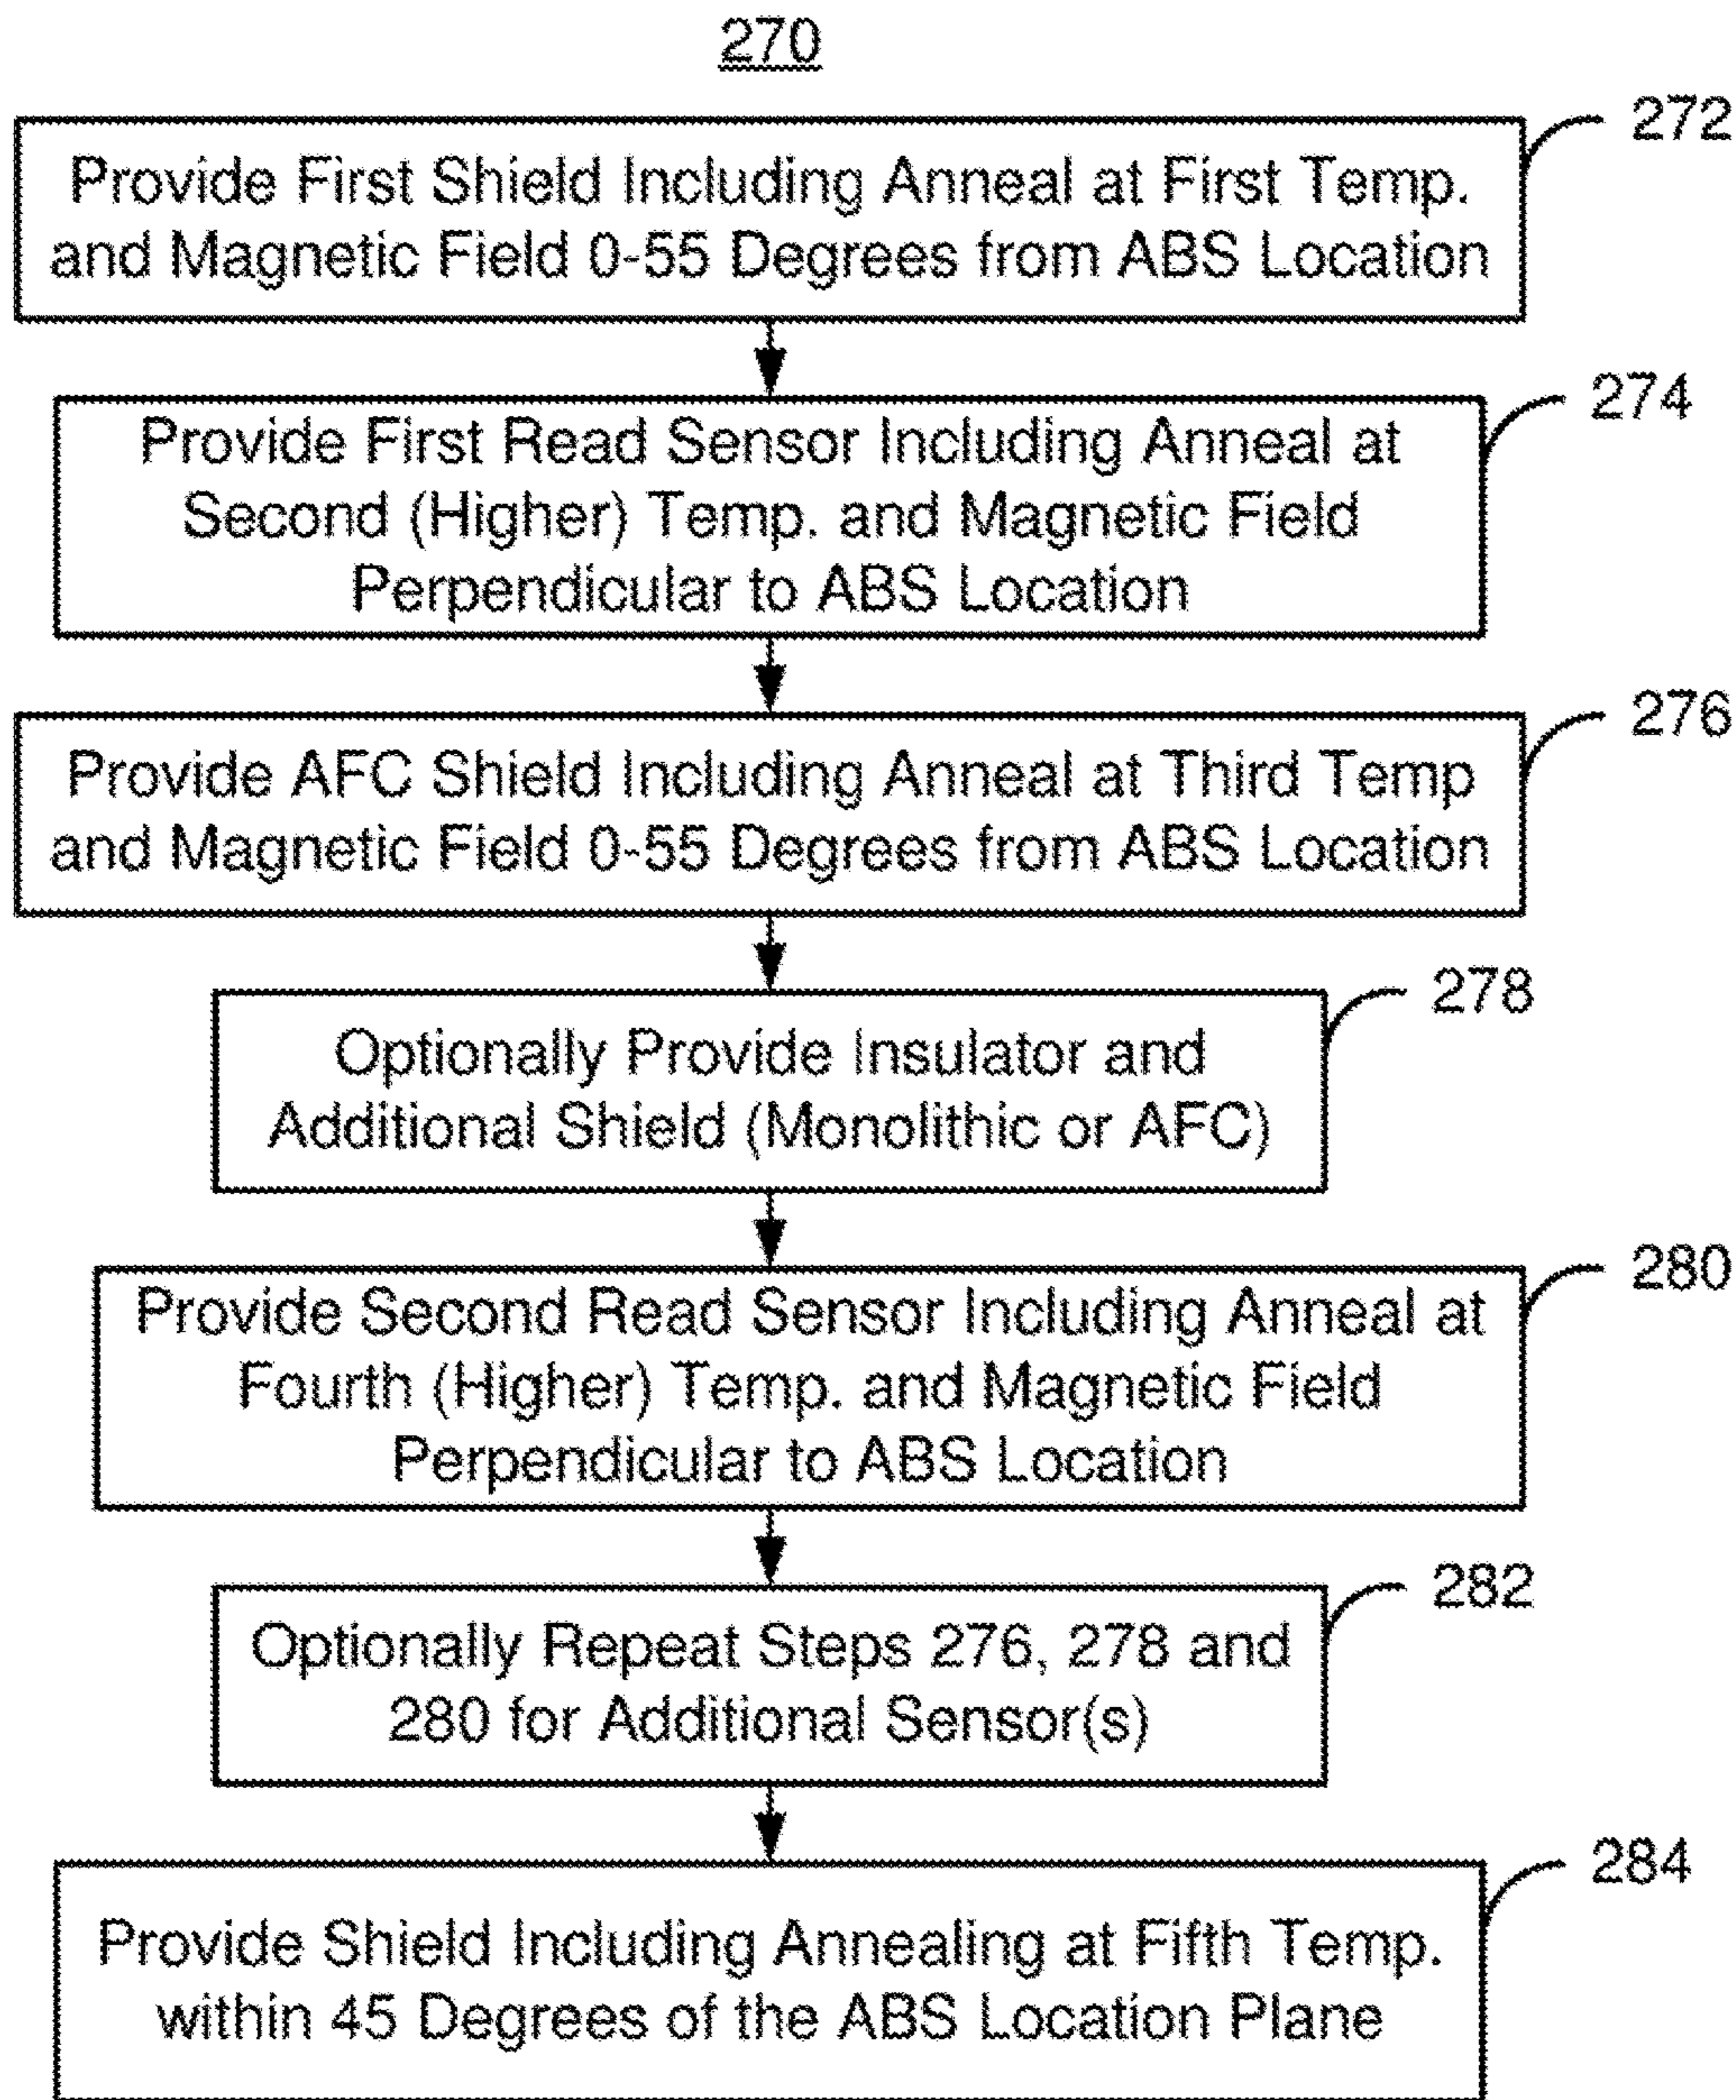 270
272
Provide First Shield Including Anneal at First Temp.
and Magnetic Field 0-55 Degrees from ABS Location
274
Provide First Read Sensor Including Anneal at
Second (Higher) Temp. and Magnetic Field
Perpendicular to ABS Location
276
Provide AFC Shield Including Anneal at Third Temp
and Magnetic Field 0-55 Degrees from ABS Location
278
Optionally Provide Insulator and
Additional Shield (Monolithic or AFC)
280
Provide Second Read Sensor Including Anneal at
Fourth (Higher) Temp. and Magnetic Field
Perpendicular to ABS Location
282
Optionally Repeat Steps 276, 278 and
280 for Additional Sensor(s)
284
Provide Shield Including Annealing at Fifth Temp.
within 45 Degrees of the ABS Location Plane